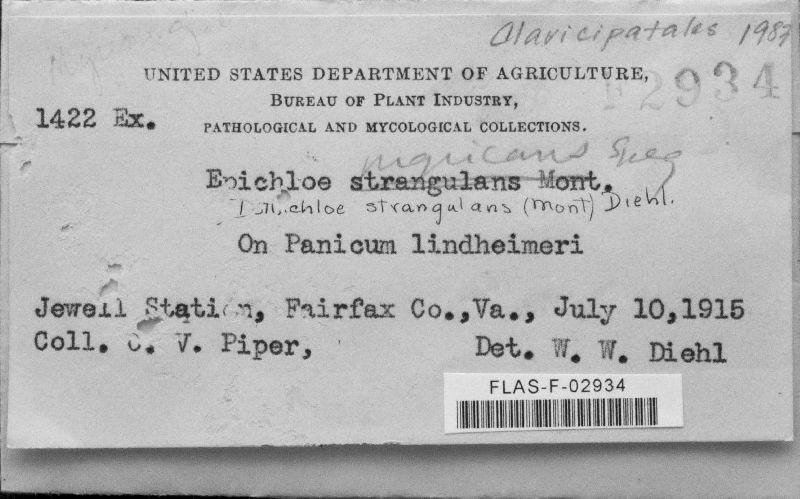 Clavicipatales 1987
UNITED STATES DEPARTMENT OF AGRICULTURE,
F2934
BUREAU OF PLANT INDUSTRY,
1422 Ex.
PATHOLOGICAL AND MYCOLOGICAL COLLECTIONS.
nigricans Speg
Epichloe strangulans Mont.
strangulans (Mont) Diehl.
On Panicum lindheimeri
Jewell Station, Fairfax Co.,Va., July 10,1915
Coll. C. V. Piper,
Det. W. W. Diehl
FLAS-F-02934